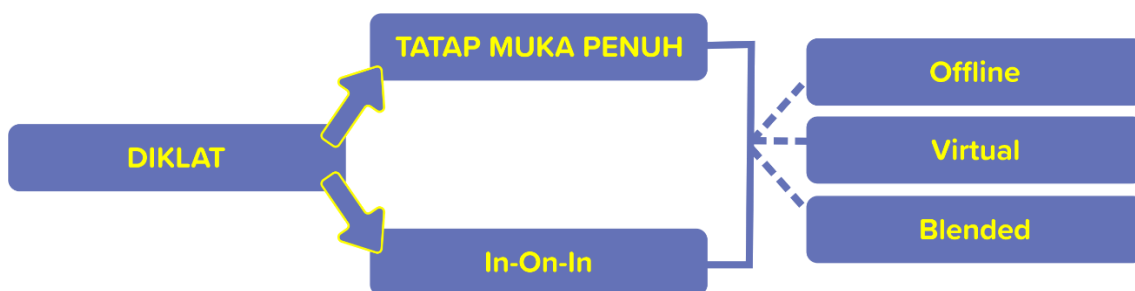 TATAP MUKA PENUH
Offline
DIKLAT
Virtual
Blended
In-On-In